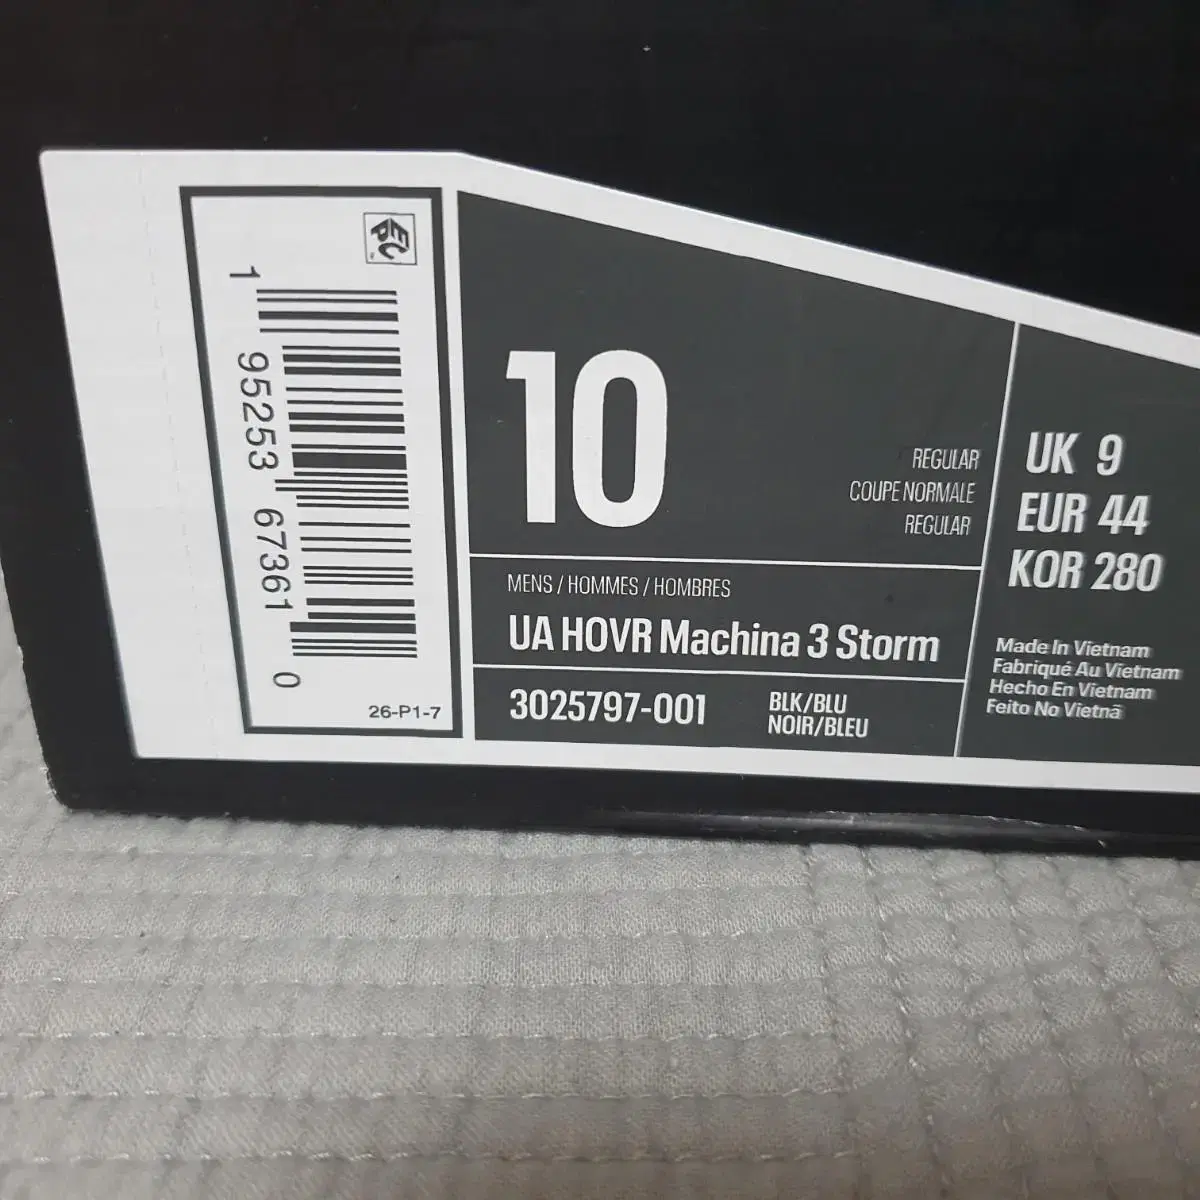 EPC
1 95253 67361 0
26-P1-7
10
REGULAR
COUPE NORMALE
REGULAR
MENS / HOMMES / HOMBRES
UA HOVR Machina 3 Storm
3025797-001
BLK/BLU
NOIR/BLEU
UK 9
EUR 44
KOR 280
Made In Vietnam
Fabriqué Au Vietnam
Hecho En Vietnam
Feito No Vietnã